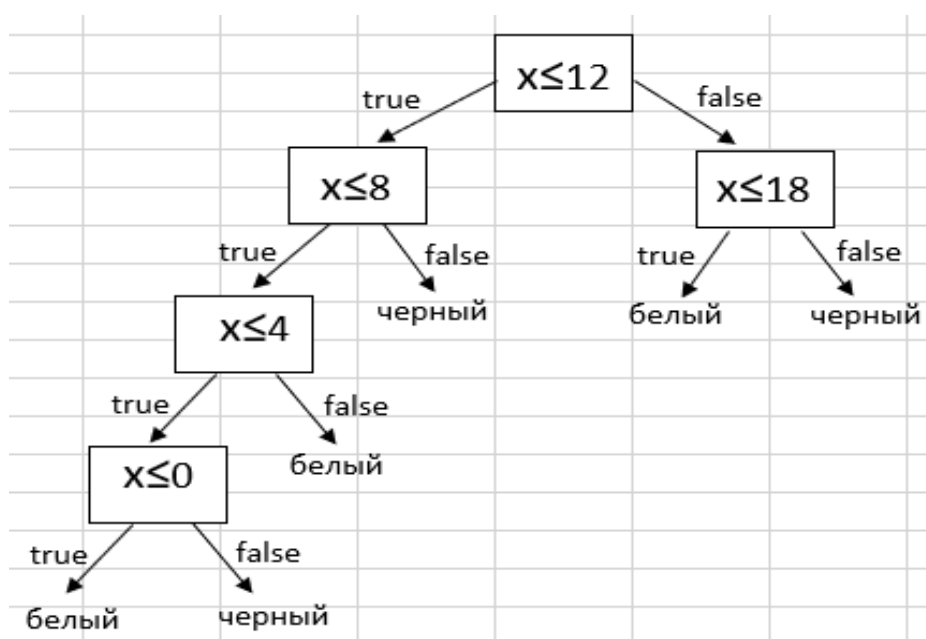 x≤12
true
false
x≤8
x≤18
true
false
true
false
черный
белый
черный
x≤4
true
false
белый
x≤0
true
false
белый
черный